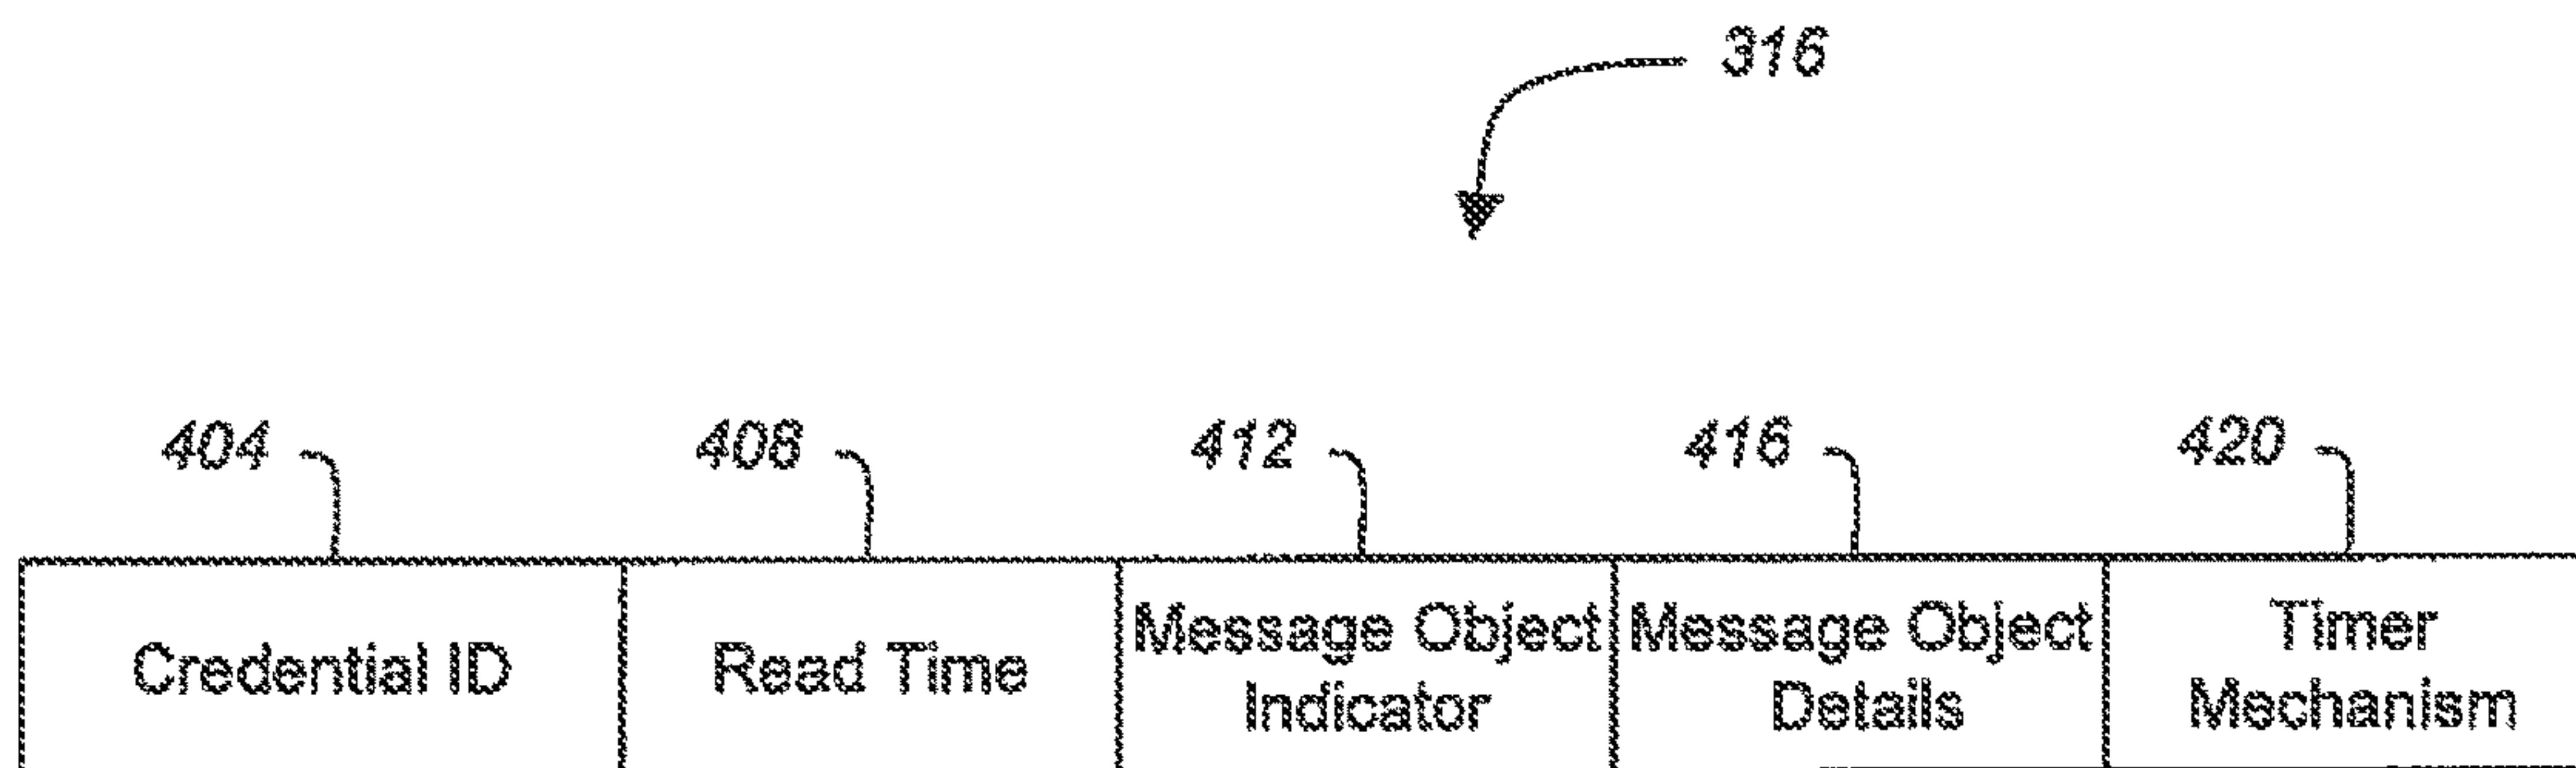 316
404 408 412 416 420
Credential ID
Read Time
Message Object
Indicator
Message Object
Details
Timer
Mechanism